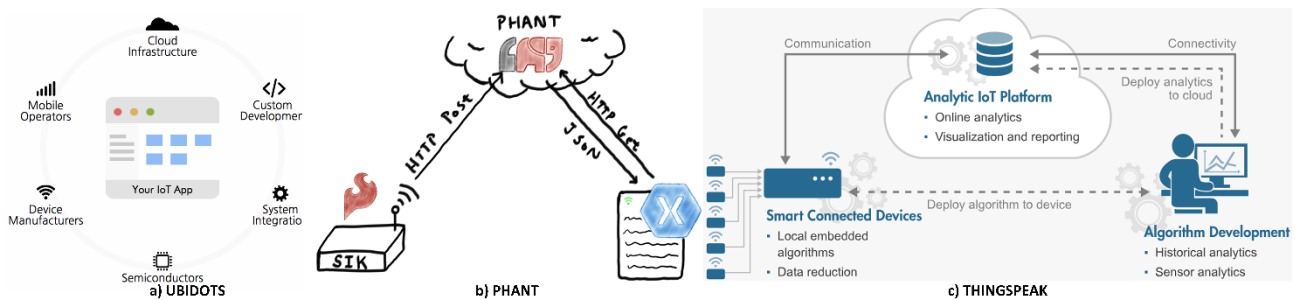 Cloud
Infrastructure
Mobile
Operators
</>
Custom
Developmer
Your IoT App
Device
Manufacturers
System
Integratio
Semiconductors
a) UBIDOTS
PHANT
HTTP POST
HTTP Get
JSON
SIK
X
b) PHANT
Communication
Connectivity
Deploy analytics
to cloud
Analytic IoT Platform
• Online analytics
• Visualization and reporting
Deploy algorithm to device
Smart Connected Devices
• Local embedded
algorithms
• Data reduction
Algorithm Development
• Historical analytics
• Sensor analytics
c) THINGSPEAK